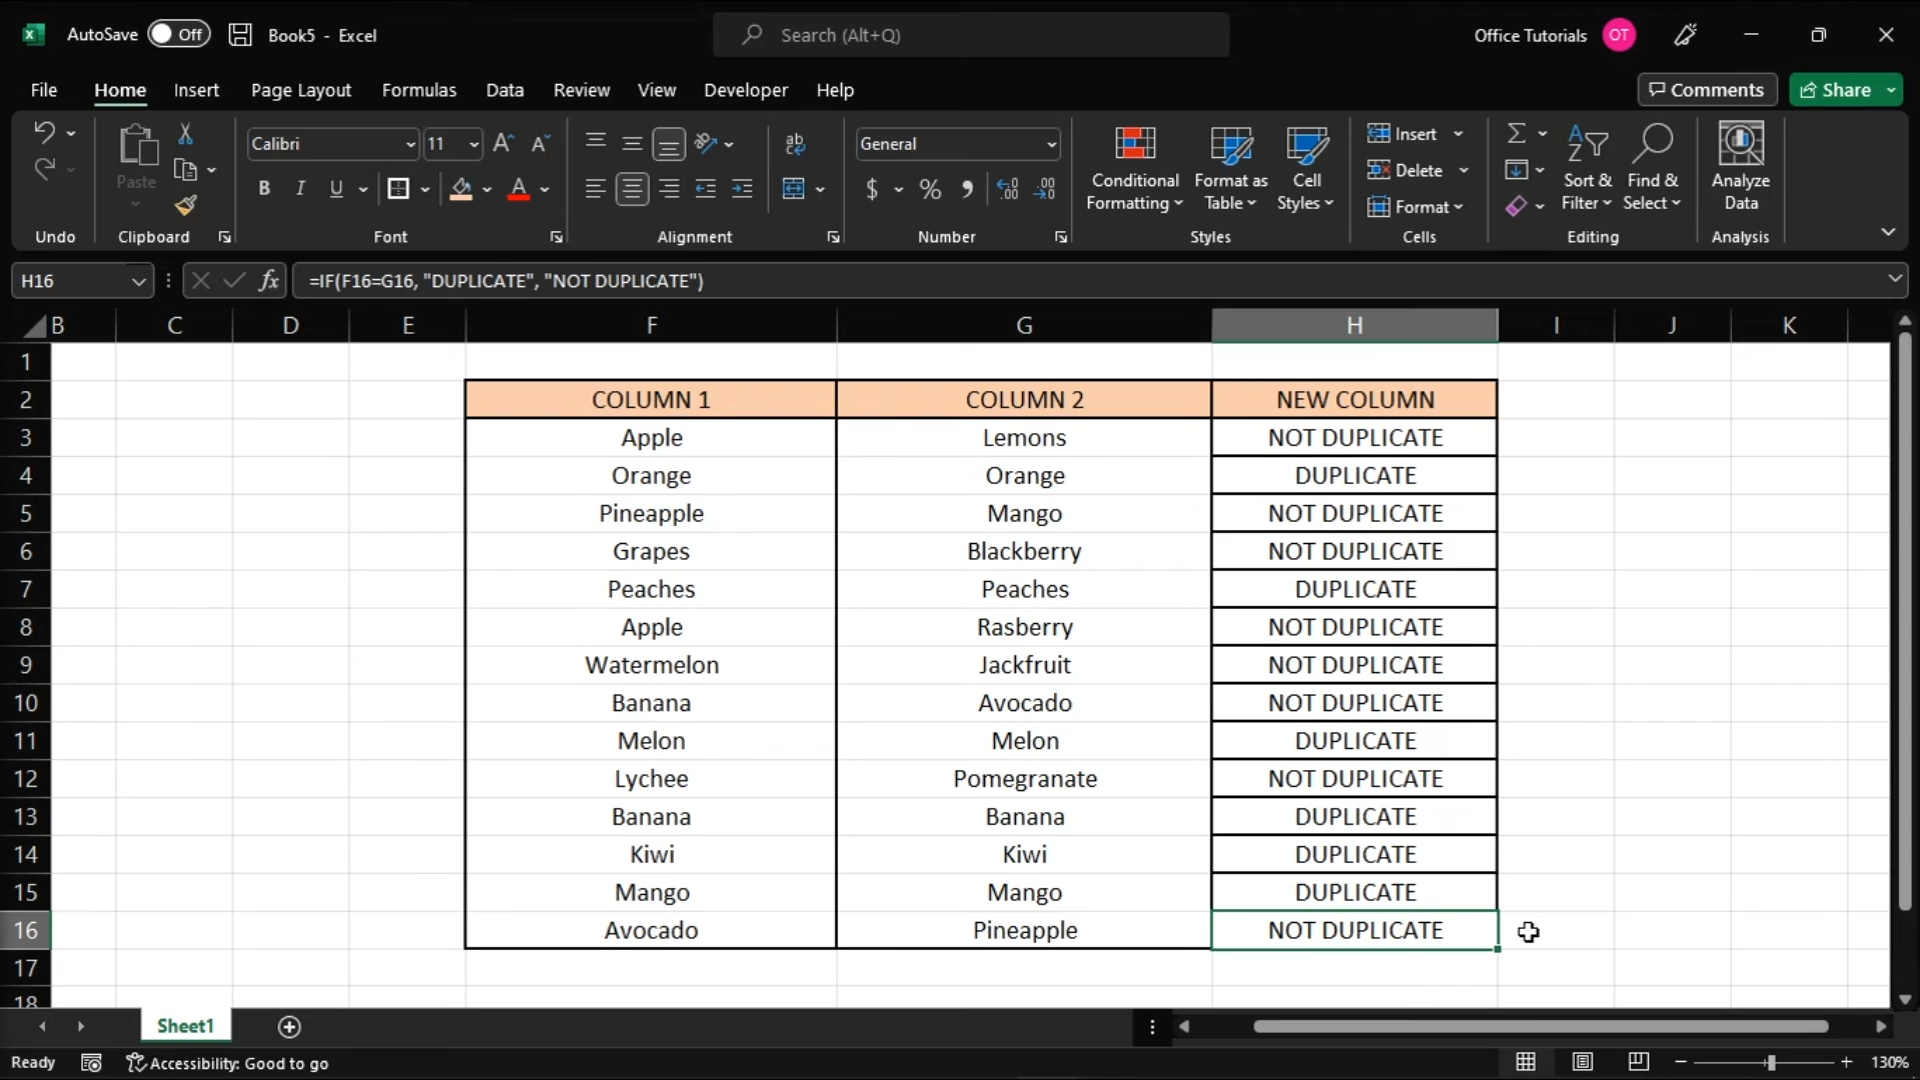 AutoSave Off Book5 - Excel Search (Alt+Q) Office Tutorials OT
File Home Insert Page Layout Formulas Data Review View Developer Help Comments Share
Calibri 11 General
Paste
Conditional Formatting Format as Table Cell Styles
Insert
Delete
Format
Sort & Filter Find & Select
Analyze Data
Undo Clipboard Font Alignment Number Styles Cells Editing Analysis
H16 fx =IF(F16=G16, "DUPLICATE", "NOT DUPLICATE")
B C D E F G H I J K
1
2 COLUMN 1 COLUMN 2 NEW COLUMN
3 Apple Lemons NOT DUPLICATE
4 Orange Orange DUPLICATE
5 Pineapple Mango NOT DUPLICATE
6 Grapes Blackberry NOT DUPLICATE
7 Peaches Peaches DUPLICATE
8 Apple Rasberry NOT DUPLICATE
9 Watermelon Jackfruit NOT DUPLICATE
10 Banana Avocado NOT DUPLICATE
11 Melon Melon DUPLICATE
12 Lychee Pomegranate NOT DUPLICATE
13 Banana Banana DUPLICATE
14 Kiwi Kiwi DUPLICATE
15 Mango Mango DUPLICATE
16 Avocado Pineapple NOT DUPLICATE
17
18
Sheet1
Ready Accessibility: Good to go 130%